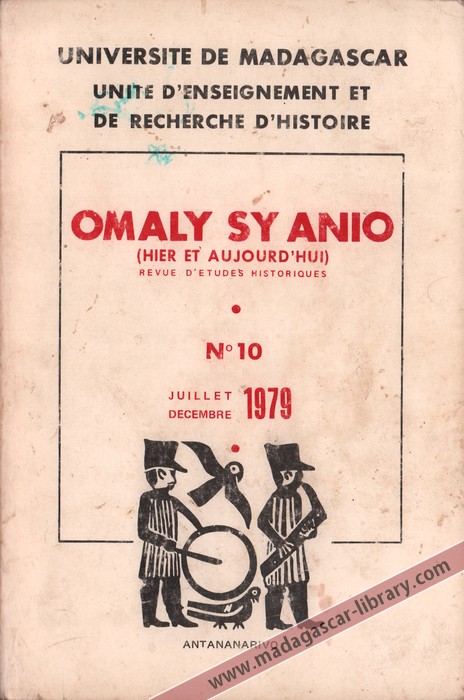 UNIVERSITE DE MADAGASCAR
UNITE D'ENSEIGNEMENT ET
DE RECHERCHE D'HISTOIRE
OMALY SY ANIO
(HIER ET AUJOURD'HUI)
REVUE D'ETUDES HISTORIQUES
Nº 10
JUILLET
DECEMBRE 1979
ANTANANARIVO
www.madagascar-library.com